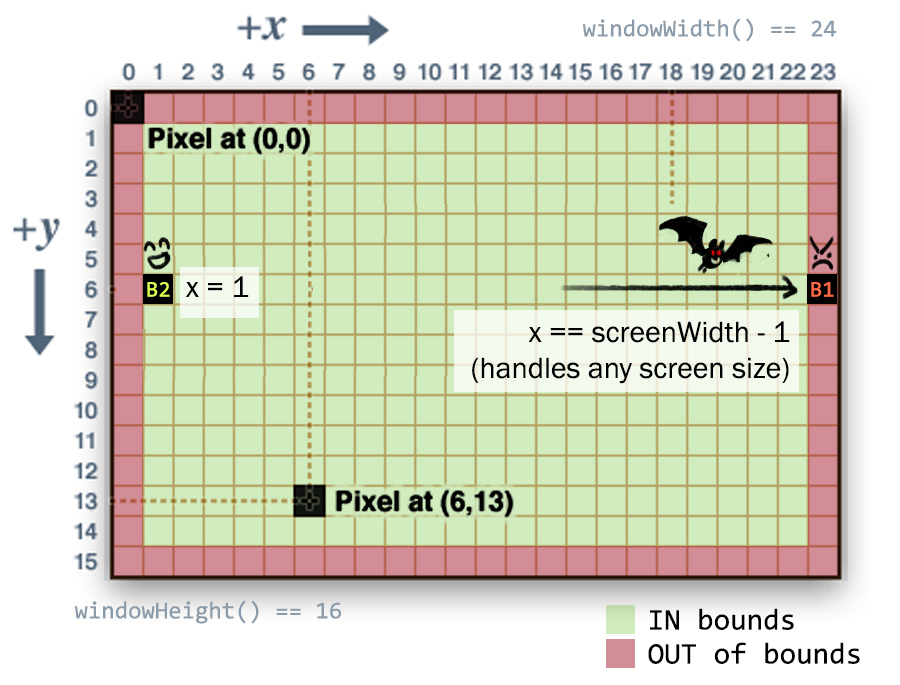 +x
windowWidth() == 24
0 1 2 3 4 5 6 7 8 9 10 11 12 13 14 15 16 17 18 19 20 21 22 23
0
Pixel at (0,0)
1
2
3
+y
4
5
6
B2
x = 1
B1
7
x == screenWidth - 1
8
(handles any screen size)
9
10
11
12
13
Pixel at (6,13)
14
15
windowHeight() == 16
IN bounds
OUT of bounds